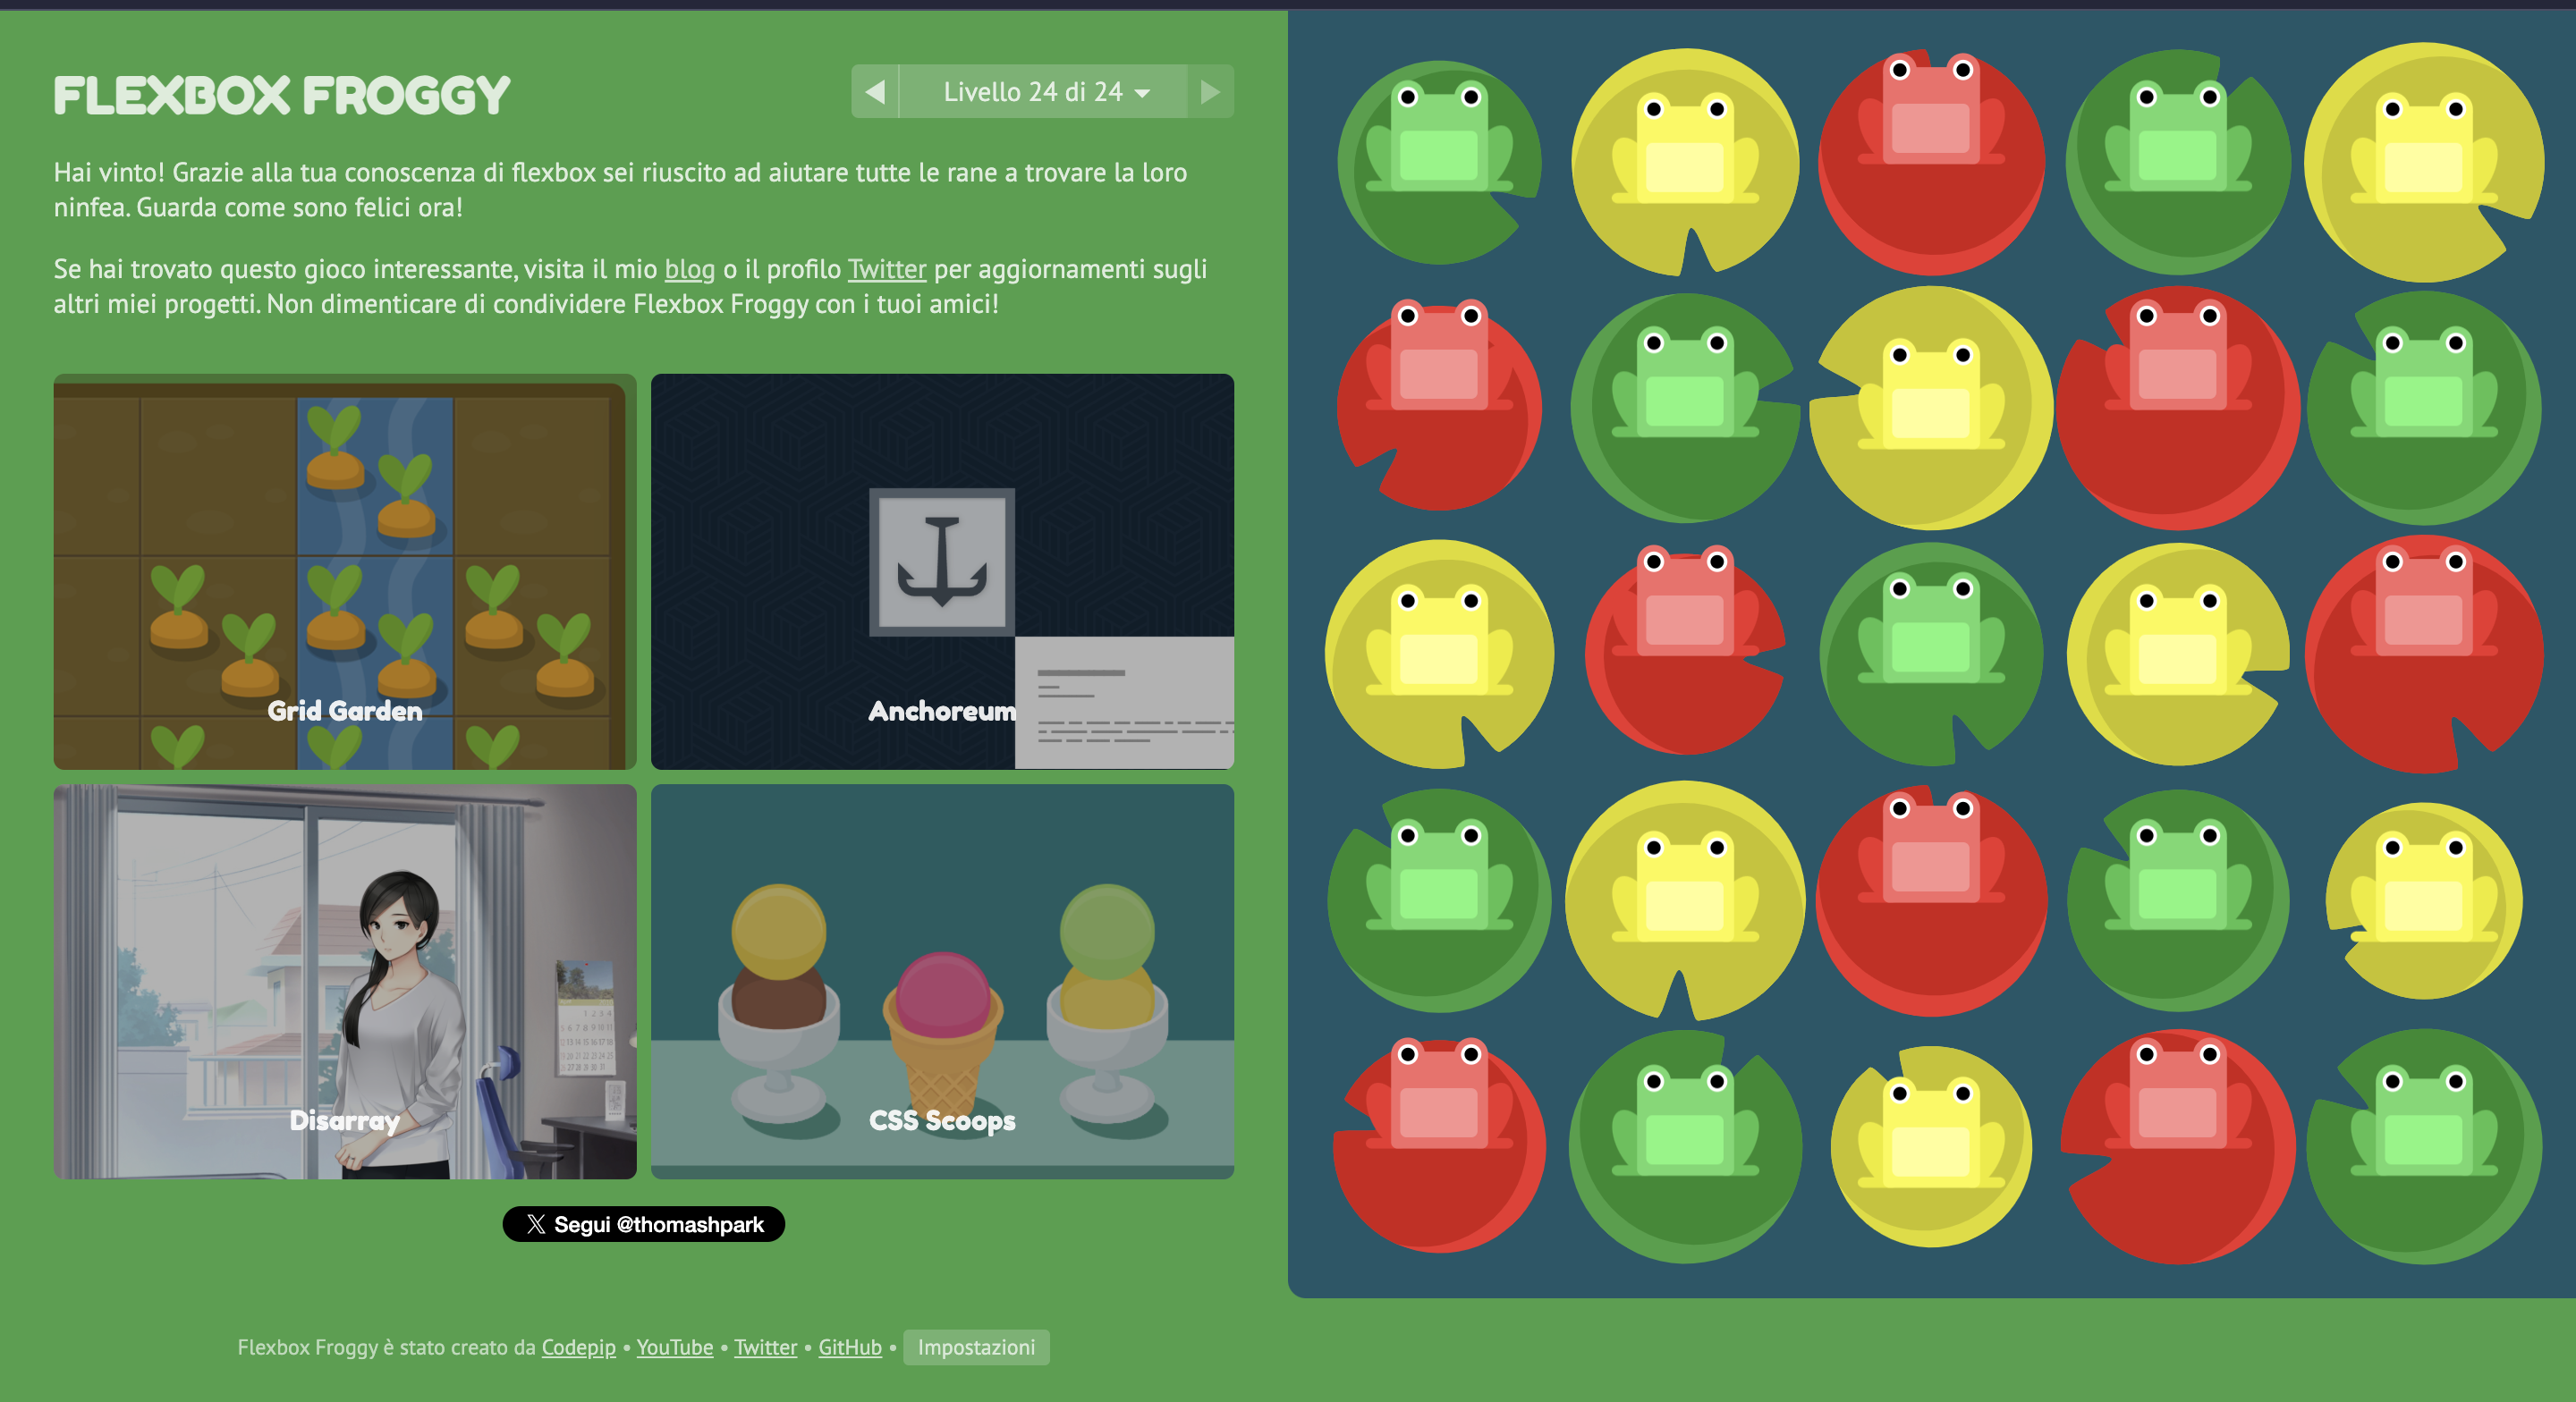 FLEXBOX FROGGY
Livello 24 di 24
Hai vinto! Grazie alla tua conoscenza di flexbox sei riuscito ad aiutare tutte le rane a trovare la loro
ninfea. Guarda come sono felici ora!
Se hai trovato questo gioco interessante, visita il mio blog o il profilo Twitter per aggiornamenti sugli
altri miei progetti. Non dimenticare di condividere Flexbox Froggy con i tuoi amici!
Grid Garden
Anchoreum
Disarray
CSS Scoops
𝕏 Segui @thomashpark
Flexbox Froggy è stato creato da Codepip • YouTube • Twitter • GitHub • Impostazioni